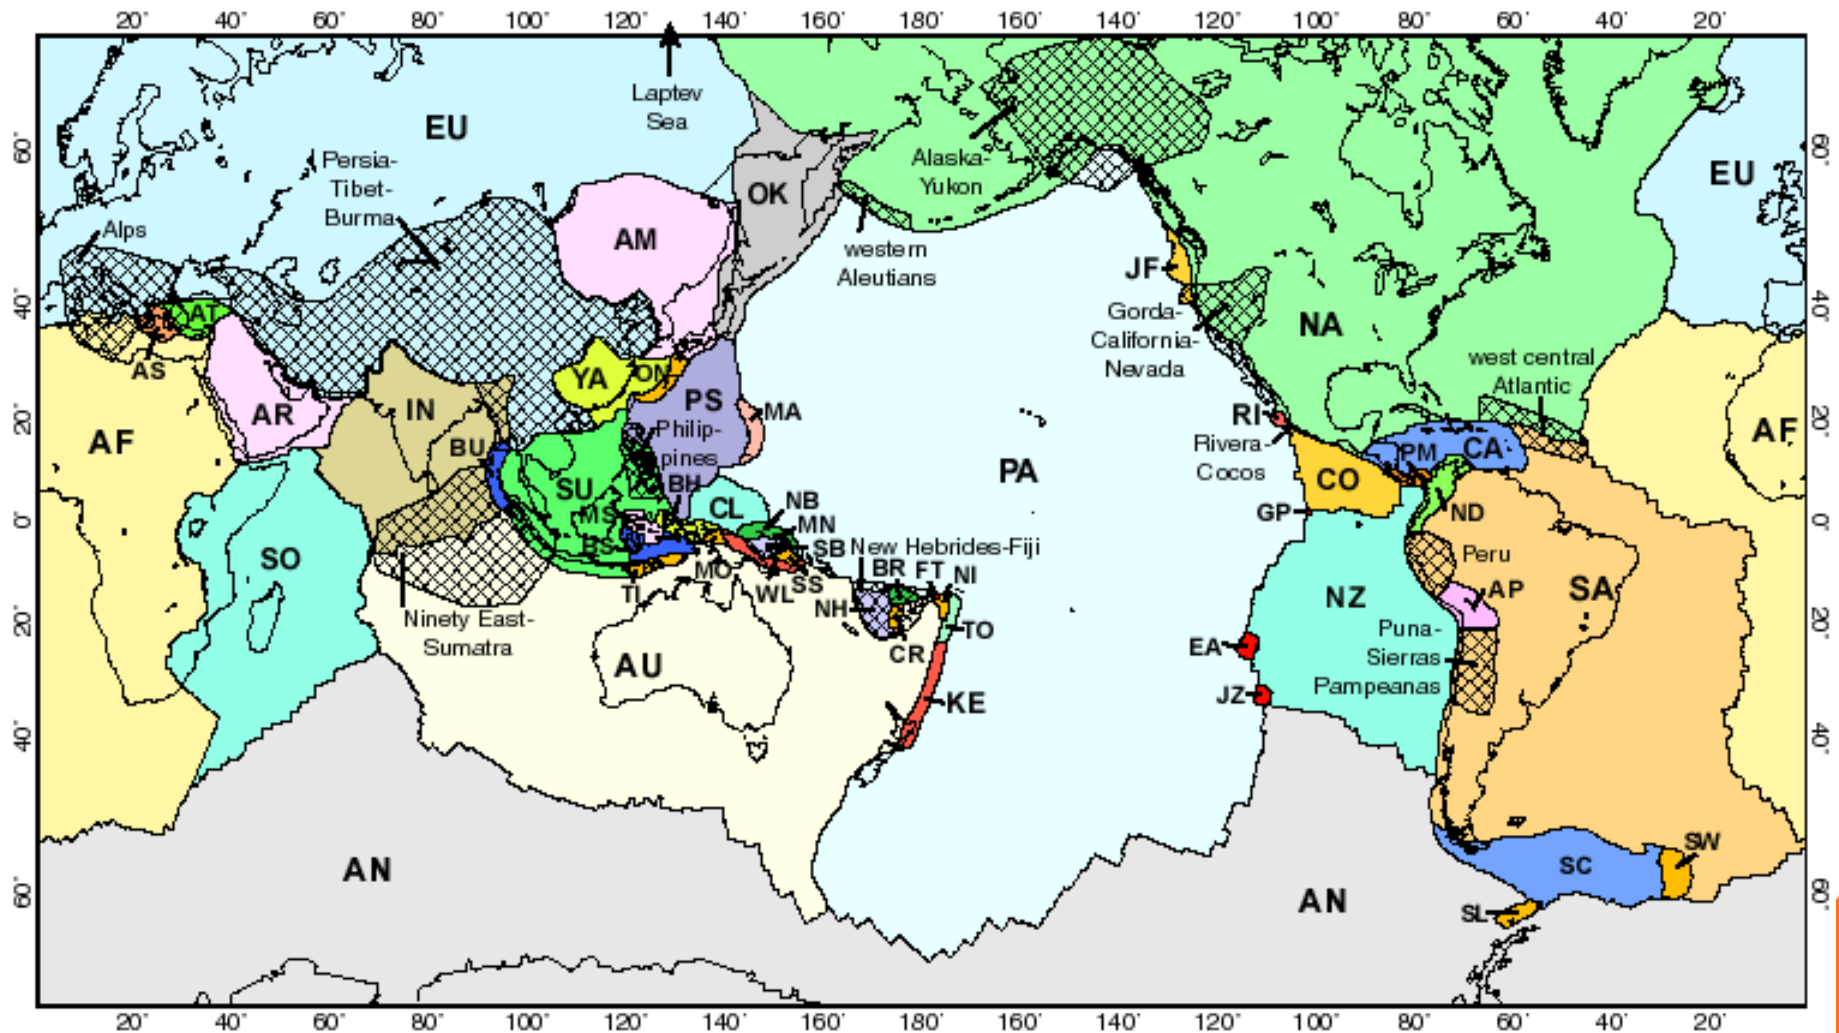 20° 40° 60° 80° 100° 120° 140° 160° 180° 160° 140° 120° 100° 80° 60° 40° 20°
Laptev
Sea
EU
60°
60°
Persia-
Tibet-
Burma
Alaska-
Yukon
OK
EU
Alps
AM
western
Aleutians
JF
40°
40°
AT
Gorda-
California-
Nevada
NA
AS
west central
Atlantic
YA
ON
AR
IN
PS
MA
RI
20°
20°
AF
AF
BU
Philip-
pines
Rivera-
Cocos
PM
CA
PA
CO
SU
BH
CL
NB
GP
ND
0°
0°
MS
MN
BS
SB
New Hebrides-Fiji
Peru
SO
MO
WL
SS
BR
FT
NI
TI
NH
NZ
AP
SA
20°
20°
Ninety East-
Sumatra
TO
Puna-
Sierras
Pampeanas
AU
CR
EA
KE
JZ
40°
40°
AN
SC
SW
60°
60°
AN
SL
20° 40° 60° 80° 100° 120° 140° 160° 180° 160° 140° 120° 100° 80° 60° 40° 20°